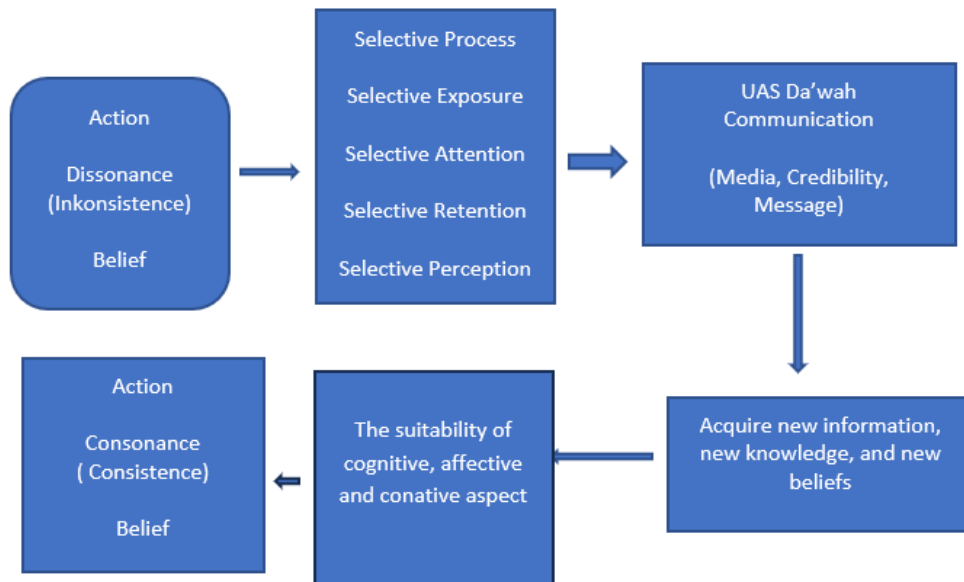 Action
Dissonance
(Inkonsistence)
Belief
Selective Process
Selective Exposure
Selective Attention
Selective Retention
Selective Perception
UAS Da’wah
Communication
(Media, Credibility,
Message)
Acquire new information,
new knowledge, and new
beliefs
The suitability of
cognitive, affective
and conative aspect
Action
Consonance
( Consistence)
Belief